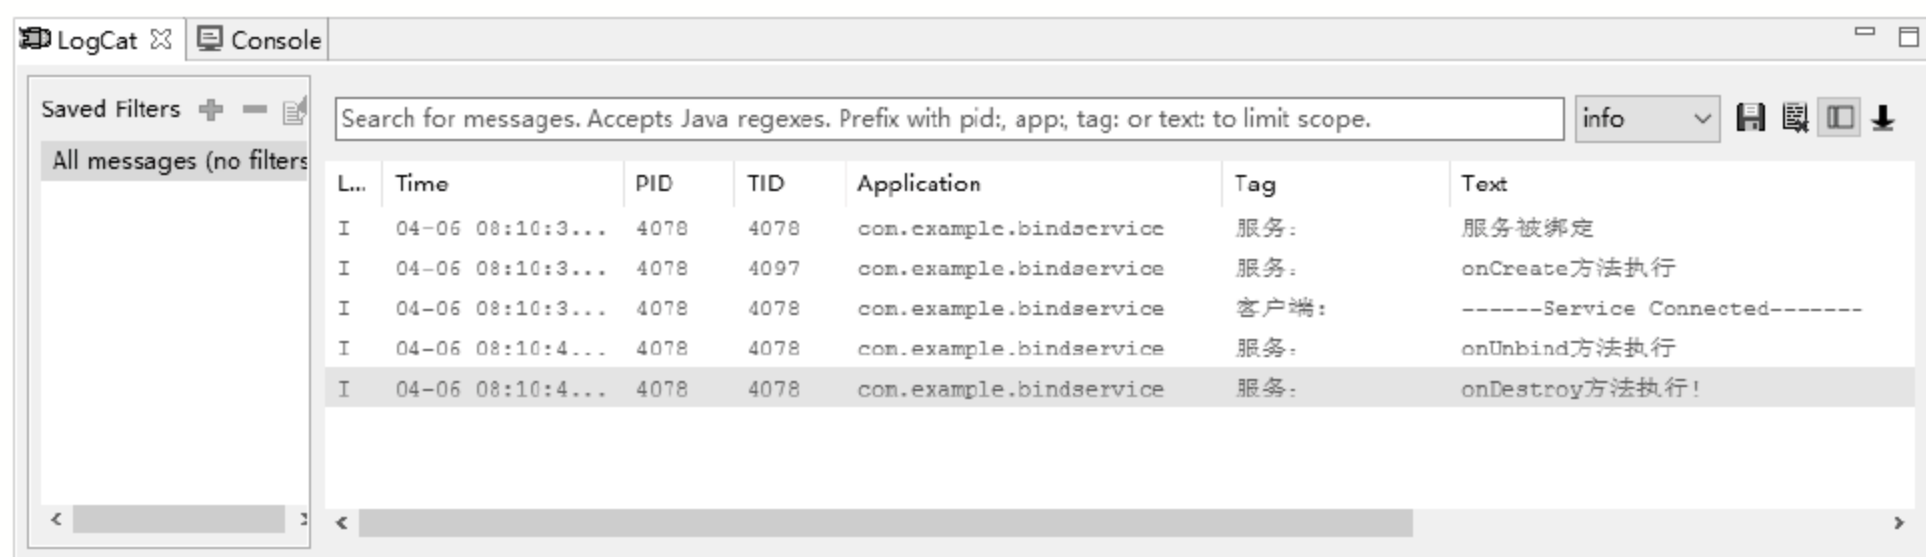 LogCat Console
Saved Filters
All messages (no filters
Search for messages. Accepts Java regexes. Prefix with pid:, app:, tag: or text: to limit scope. info
L... Time PID TID Application Tag Text
I 04-06 08:10:3... 4078 4078 com.example.bindservice 服务: 服务被绑定
I 04-06 08:10:3... 4078 4097 com.example.bindservice 服务: onCreate方法执行
I 04-06 08:10:3... 4078 4078 com.example.bindservice 客户端: ------Service Connected-------
I 04-06 08:10:4... 4078 4078 com.example.bindservice 服务: onUnbind方法执行
I 04-06 08:10:4... 4078 4078 com.example.bindservice 服务: onDestroy方法执行!